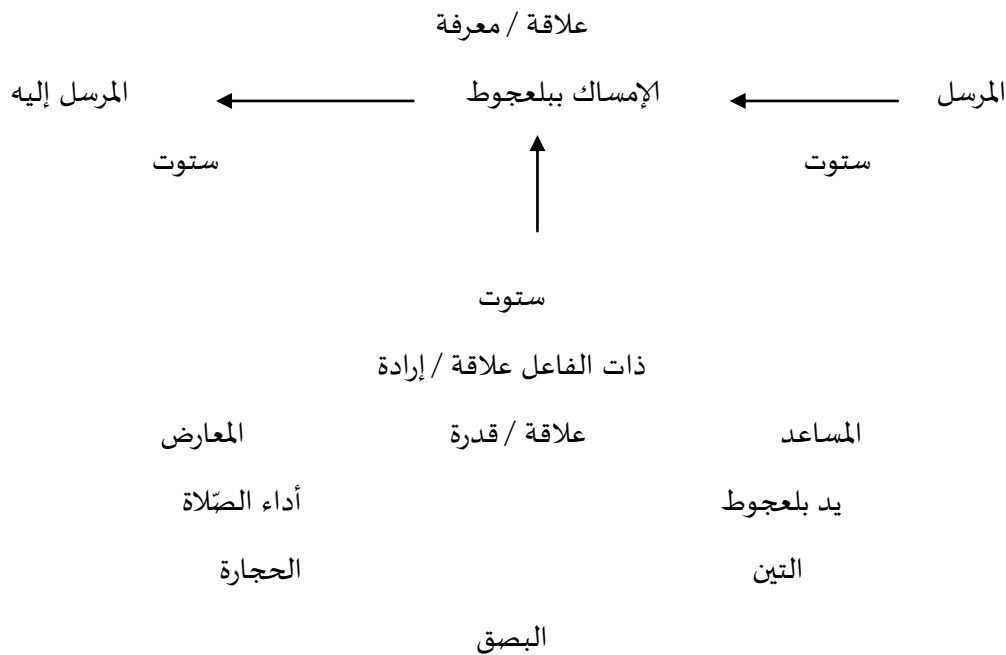 علاقة / معرفة
المرسل الإمساك ببلعجوط المرسل إليه
ستوت ستوت
ستوت
ذات الفاعل علاقة / إرادة
المساعد علاقة / قدرة المعارض
يد بلعجوط أداء الصّلاة
التين الحجارة
البصق